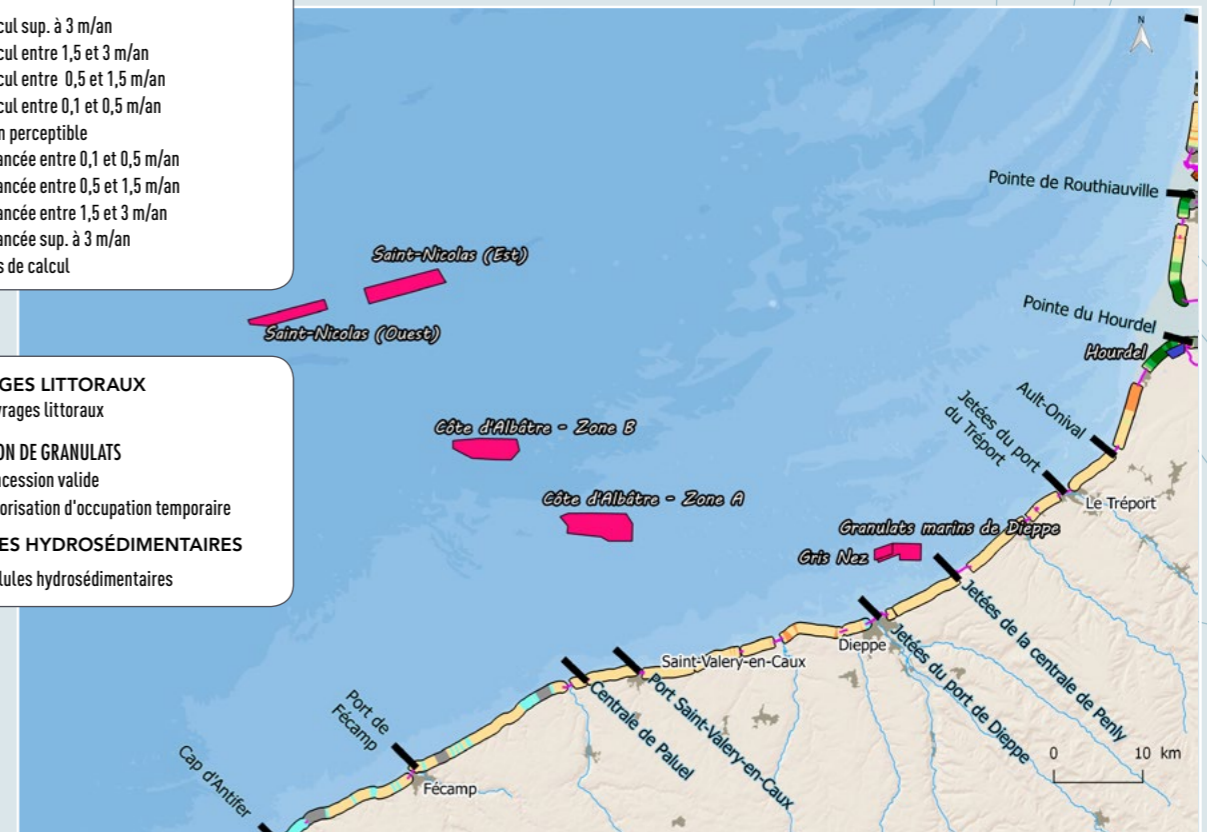 cul sup. à 3 m/an
cul entre 1,5 et 3 m/an
cul entre 0,5 et 1,5 m/an
cul entre 0,1 et 0,5 m/an
n perceptible
ancée entre 0,1 et 0,5 m/an
ancée entre 0,5 et 1,5 m/an
ancée entre 1,5 et 3 m/an
ancée sup. à 3 m/an
s de calcul
GES LITTORAUX
vrages littoraux
ON DE GRANULATS
cession valide
orisation d'occupation temporaire
ES HYDROSÉDIMENTAIRES
lules hydrosédimentaires
N
Pointe de Routhiauville
Saint-Nicolas (Est)
Saint-Nicolas (Ouest)
Pointe du Hourdel
Hourdel
Ault-Onival
Jetées du port
du Tréport
Le Tréport
Côte d'Albâtre - Zone B
Côte d'Albâtre - Zone A
Granulats marins de Dieppe
Gris Nez
Jetées de la centrale de Penly
Jetées du port de Dieppe
Dieppe
Saint-Valery-en-Caux
Port Saint-Valery-en-Caux
Centrale de Paluel
Port de
Fécamp
Fécamp
Cap d'Antifer
0 10 km